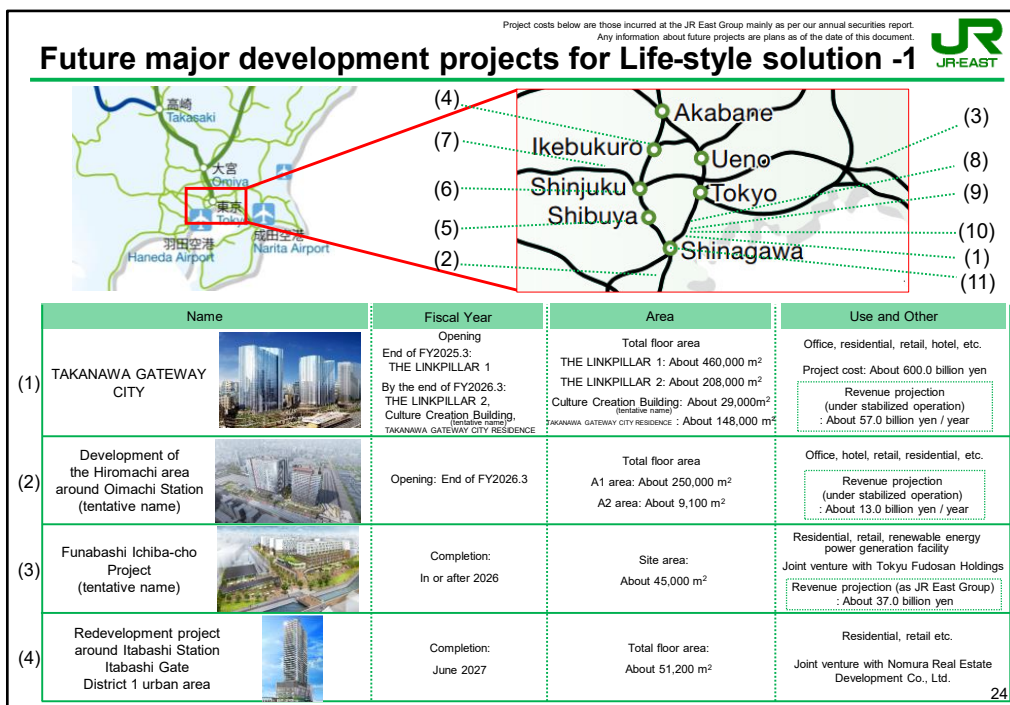 Project costs below are those incurred at the JR East Group mainly as per our annual securities report.
Any information about future projects are plans as of the date of this document.
Future major development projects for Life-style solution -1
JR
JR-EAST
高崎
Takasaki
大宮
Omiya
東京
Tokyo
羽田空港
Haneda Airport
成田空港
Narita Airport
(4)
(7)
(6)
(5)
(2)
Akabane
Ikebukuro
Ueno
Shinjuku
Tokyo
Shibuya
Shinagawa
(3)
(8)
(9)
(10)
(1)
(11)
Name
Fiscal Year
Area
Use and Other
(1)
TAKANAWA GATEWAY
CITY
Opening
End of FY2025.3:
THE LINKPILLAR 1
By the end of FY2026.3:
THE LINKPILLAR 2,
Culture Creation Building,
(tentative name)
TAKANAWA GATEWAY CITY RESIDENCE
Total floor area
THE LINKPILLAR 1: About 460,000 m²
THE LINKPILLAR 2: About 208,000 m²
Culture Creation Building: About 29,000m²
(tentative name)
TAKANAWA GATEWAY CITY RESIDENCE : About 148,000 m²
Office, residential, retail, hotel, etc.
Project cost: About 600.0 billion yen
Revenue projection
(under stabilized operation)
: About 57.0 billion yen / year
(2)
Development of
the Hiromachi area
around Oimachi Station
(tentative name)
Opening: End of FY2026.3
Total floor area
A1 area: About 250,000 m²
A2 area: About 9,100 m²
Office, hotel, retail, residential, etc.
Revenue projection
(under stabilized operation)
: About 13.0 billion yen / year
(3)
Funabashi Ichiba-cho
Project
(tentative name)
Completion:
In or after 2026
Site area:
About 45,000 m²
Residential, retail, renewable energy
power generation facility
Joint venture with Tokyu Fudosan Holdings
Revenue projection (as JR East Group)
: About 37.0 billion yen
(4)
Redevelopment project
around Itabashi Station
Itabashi Gate
District 1 urban area
Completion:
June 2027
Total floor area:
About 51,200 m²
Residential, retail etc.
Joint venture with Nomura Real Estate
Development Co., Ltd.
24